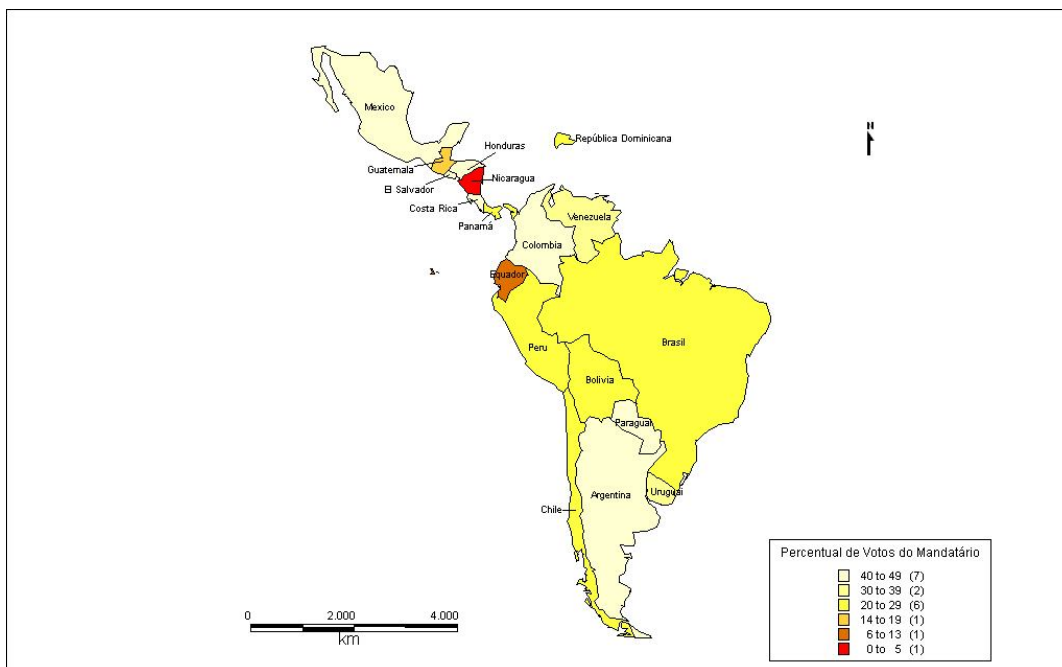 N
Mexico
República Dominicana
Honduras
Guatemala
Nicaragua
El Salvador
Costa Rica
Panamá
Venezuela
Colombia
Equador
Peru
Brasil
Bolivia
Paraguai
Argentina
Uruguai
Chile
Percentual de Votos do Mandatário
40 to 49 (7)
30 to 39 (2)
20 to 29 (6)
14 to 19 (1)
6 to 13 (1)
0 to 5 (1)
0 2.000 4.000
km